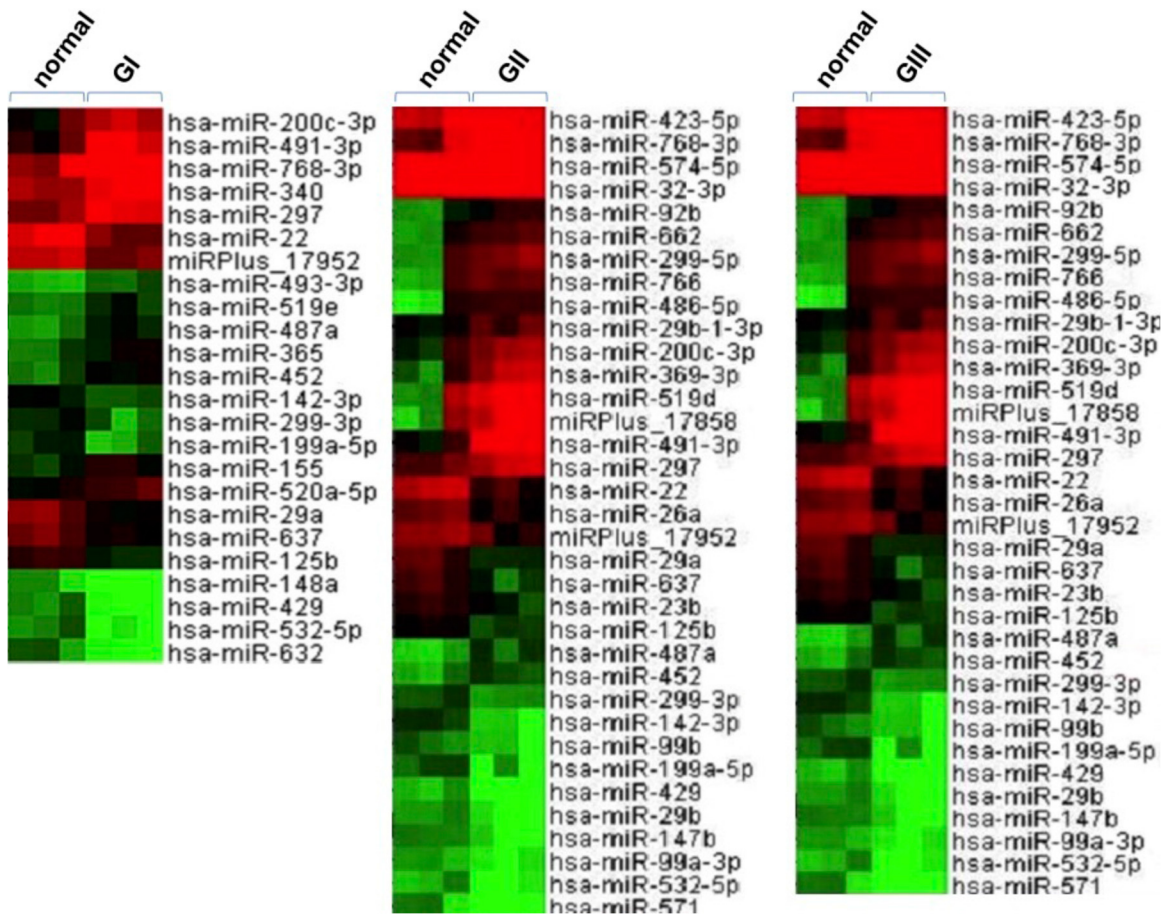 normal
GI
hsa-miR-200c-3p
hsa-miR-491-3p
hsa-miR-768-3p
hsa-miR-340
hsa-miR-297
hsa-miR-22
miRPlus_17952
hsa-miR-493-3p
hsa-miR-519e
hsa-miR-487a
hsa-miR-365
hsa-miR-452
hsa-miR-142-3p
hsa-miR-299-3p
hsa-miR-199a-5p
hsa-miR-155
hsa-miR-520a-5p
hsa-miR-29a
hsa-miR-637
hsa-miR-125b
hsa-miR-148a
hsa-miR-429
hsa-miR-532-5p
hsa-miR-632
normal
GII
hsa-miR-423-5p
hsa-miR-768-3p
hsa-miR-574-5p
hsa-miR-32-3p
hsa-miR-92b
hsa-miR-662
hsa-miR-299-5p
hsa-miR-766
hsa-miR-486-5p
hsa-miR-29b-1-3p
hsa-miR-200c-3p
hsa-miR-369-3p
hsa-miR-519d
miRPlus_17858
hsa-miR-491-3p
hsa-miR-297
hsa-miR-22
hsa-miR-26a
miRPlus_17952
hsa-miR-29a
hsa-miR-637
hsa-miR-23b
hsa-miR-125b
hsa-miR-487a
hsa-miR-452
hsa-miR-299-3p
hsa-miR-142-3p
hsa-miR-99b
hsa-miR-199a-5p
hsa-miR-429
hsa-miR-29b
hsa-miR-147b
hsa-miR-99a-3p
hsa-miR-532-5p
hsa-miR-571
normal
GIII
hsa-miR-423-5p
hsa-miR-768-3p
hsa-miR-574-5p
hsa-miR-32-3p
hsa-miR-92b
hsa-miR-662
hsa-miR-299-5p
hsa-miR-766
hsa-miR-486-5p
hsa-miR-29b-1-3p
hsa-miR-200c-3p
hsa-miR-369-3p
hsa-miR-519d
miRPlus_17858
hsa-miR-491-3p
hsa-miR-297
hsa-miR-22
hsa-miR-26a
miRPlus_17952
hsa-miR-29a
hsa-miR-637
hsa-miR-23b
hsa-miR-125b
hsa-miR-487a
hsa-miR-452
hsa-miR-299-3p
hsa-miR-142-3p
hsa-miR-99b
hsa-miR-199a-5p
hsa-miR-429
hsa-miR-29b
hsa-miR-147b
hsa-miR-99a-3p
hsa-miR-532-5p
hsa-miR-571